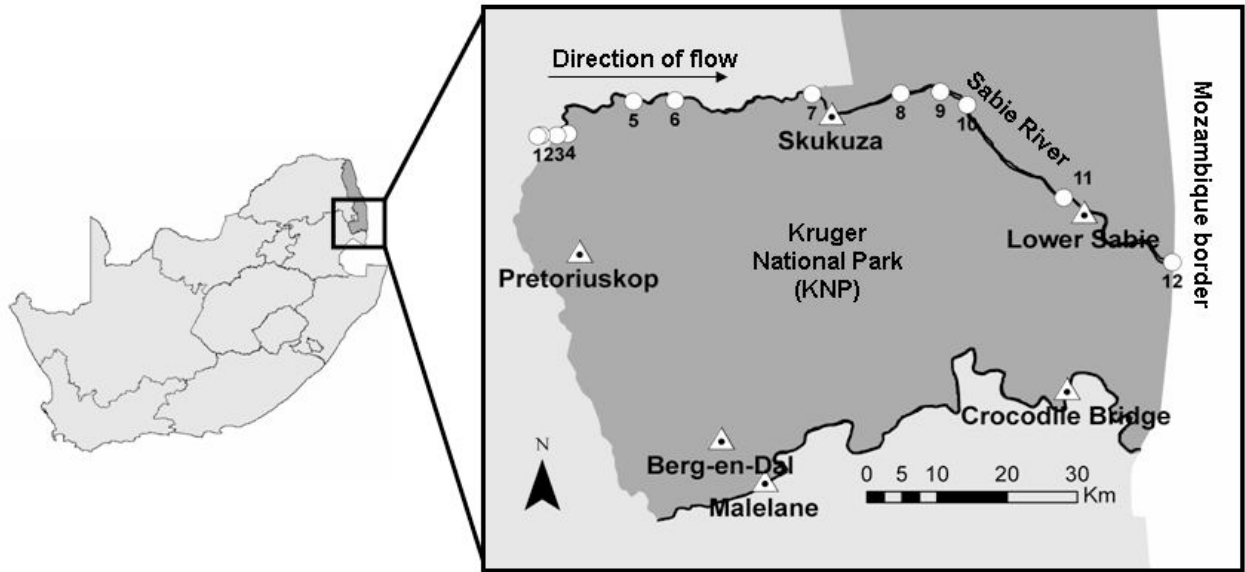 Direction of flow
5 6 7 8 9 10
1234
Skukuza
Sabie River
Mozambique border
11
Lower Sabie
Kruger
National Park
(KNP)
Pretoriuskop
12
Crocodile Bridge
N
Berg-en-Dal
Malelane
0 5 10 20 30
Km